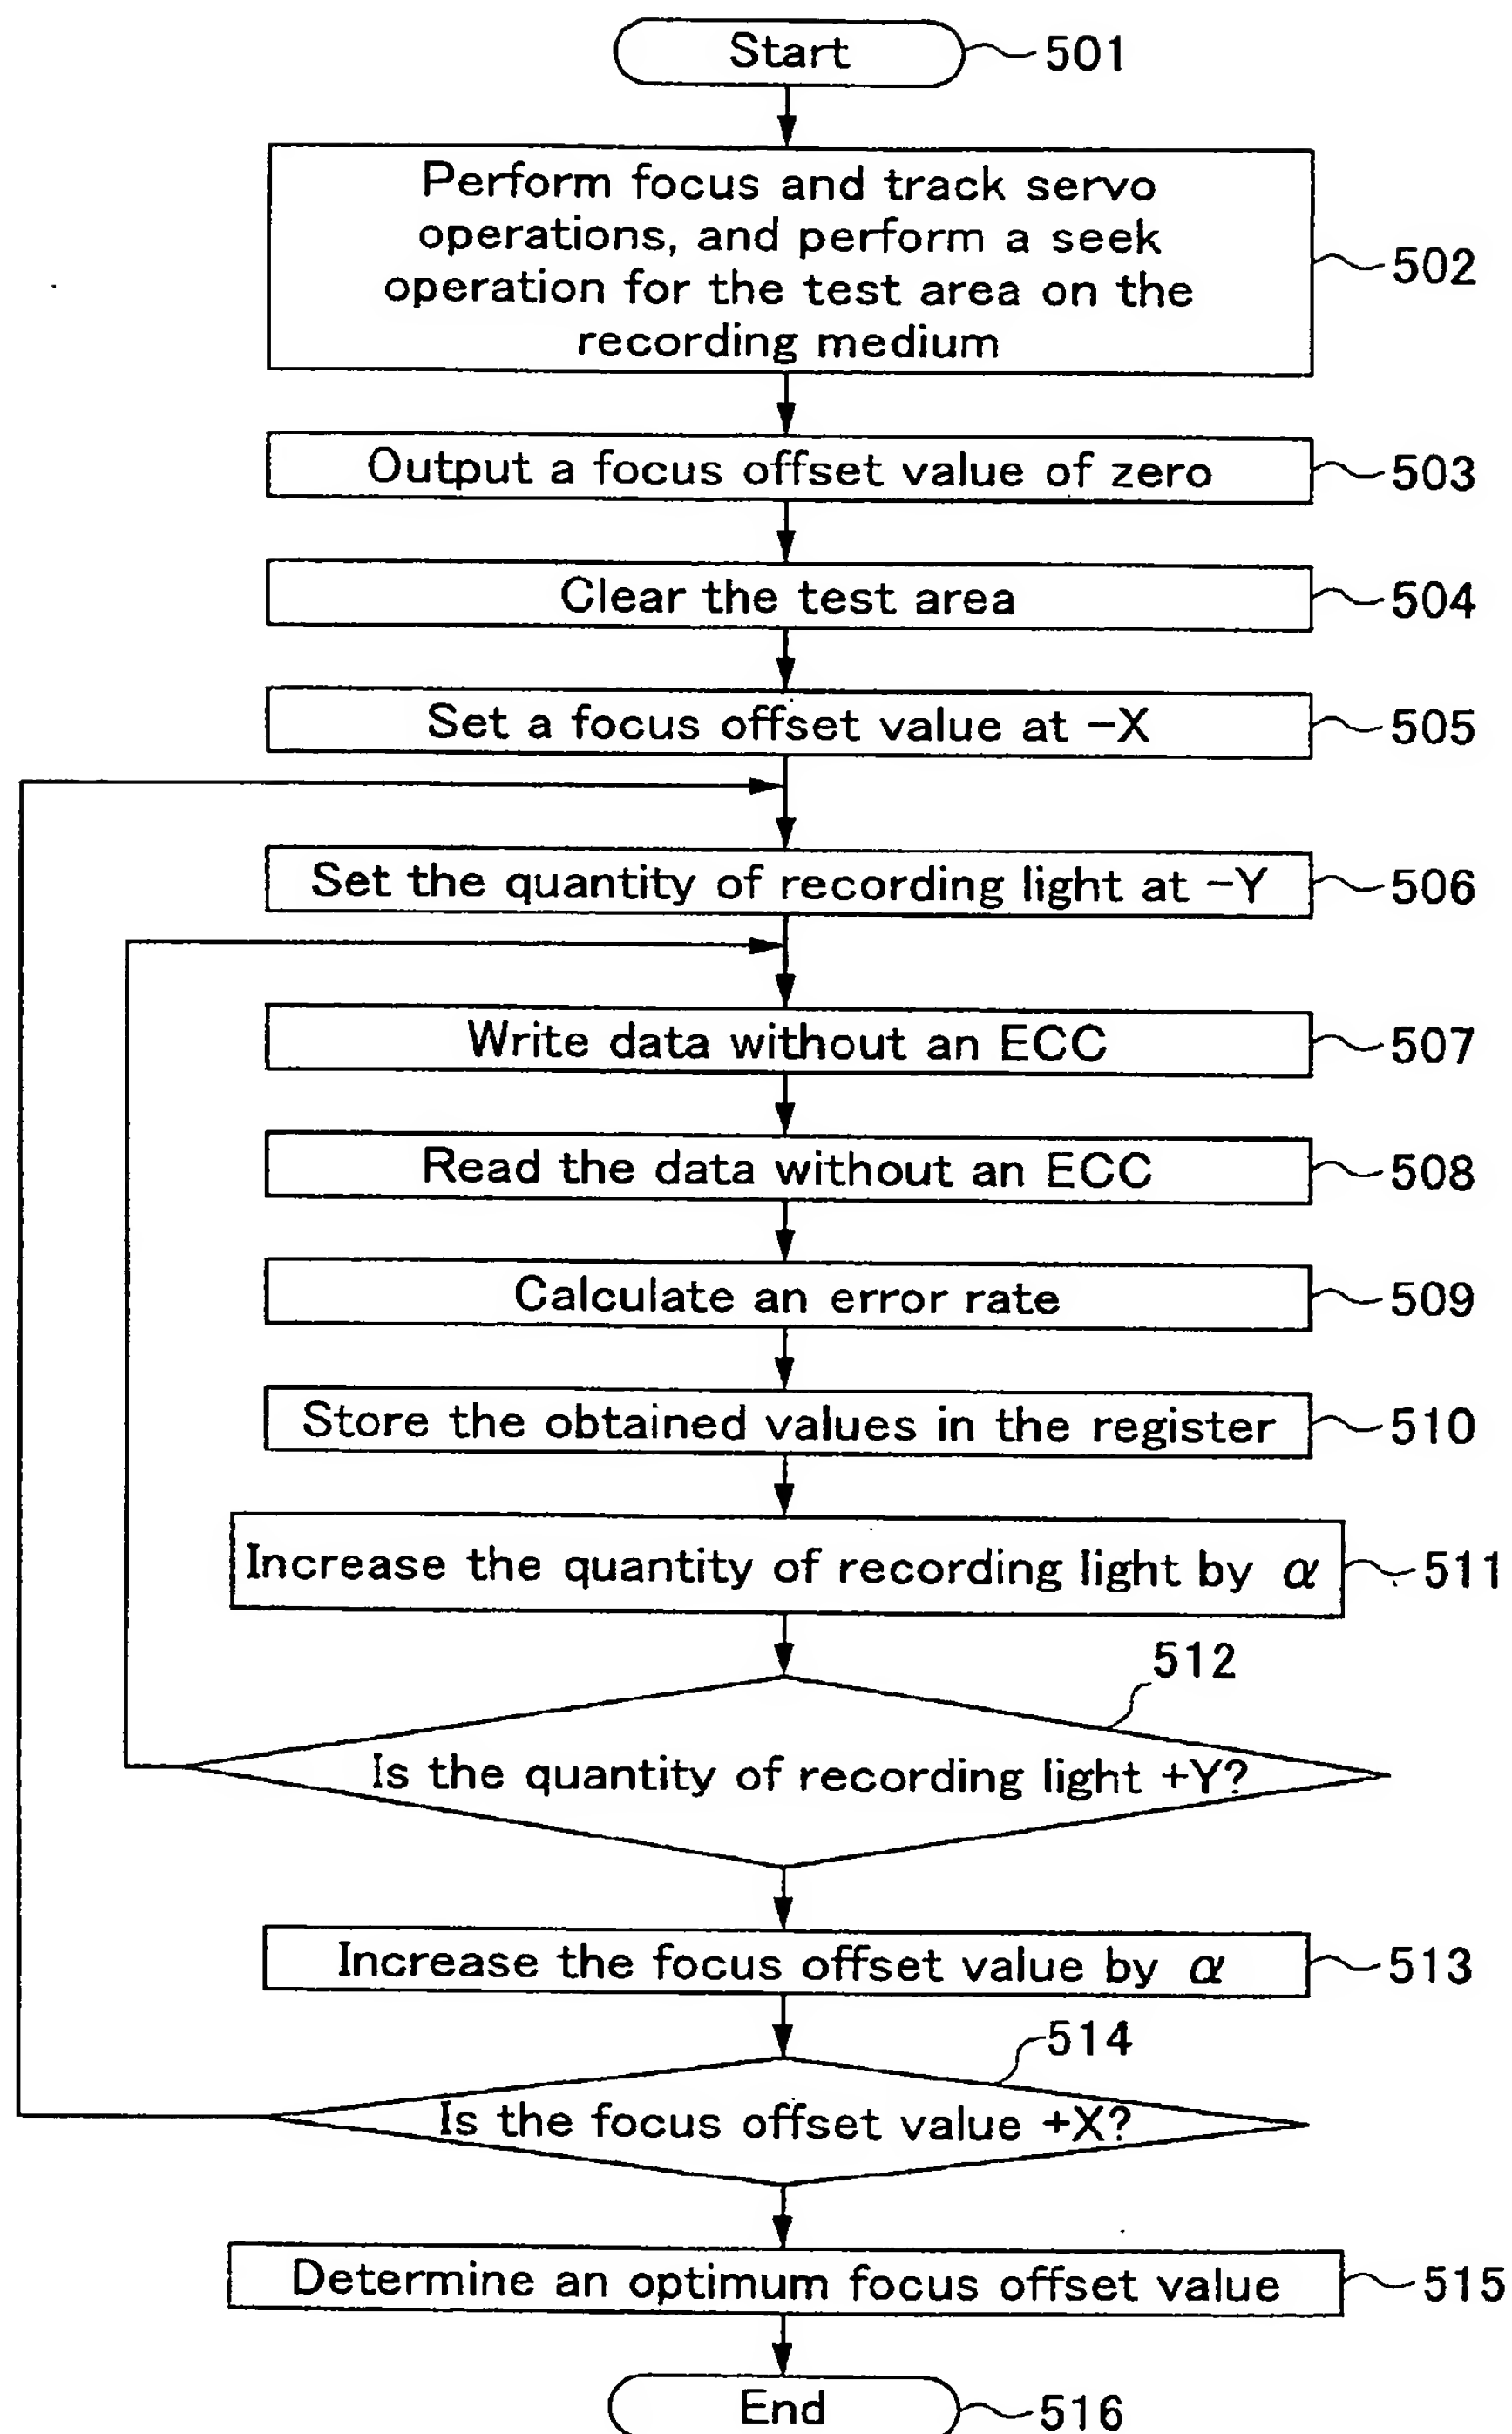 Start
501
Perform focus and track servo
operations, and perform a seek
operation for the test area on the
recording medium
502
Output a focus offset value of zero
503
Clear the test area
504
Set a focus offset value at -X
505
Set the quantity of recording light at -Y
506
Write data without an ECC
507
Read the data without an ECC
508
Calculate an error rate
509
Store the obtained values in the register
510
Increase the quantity of recording light by α
511
512
Is the quantity of recording light +Y?
Increase the focus offset value by α
513
514
Is the focus offset value +X?
Determine an optimum focus offset value
515
End
516